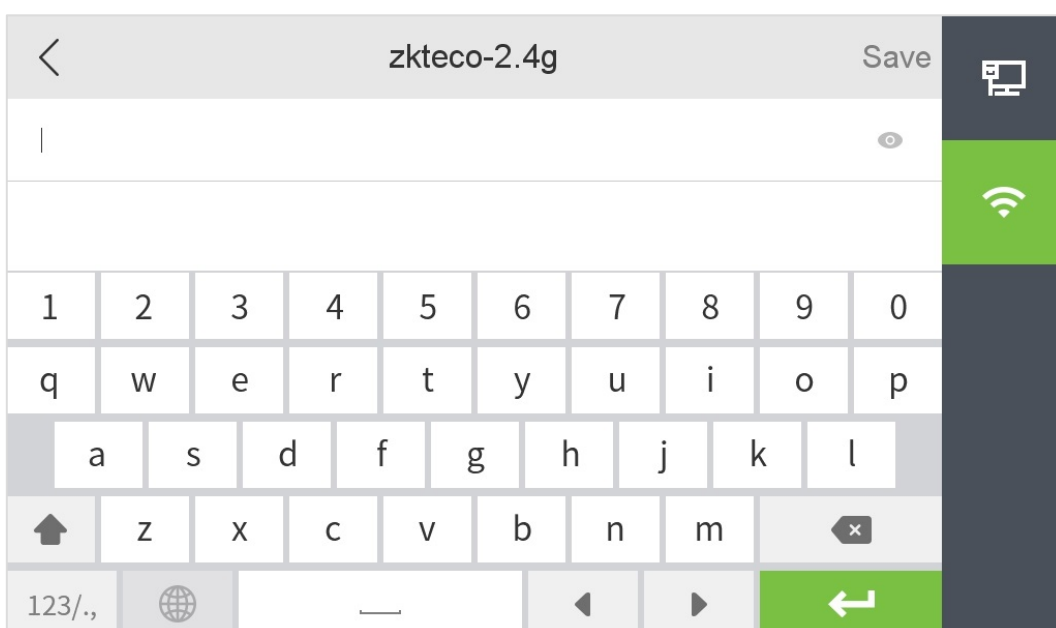 zkteco-2.4g Save
1 2 3 4 5 6 7 8 9 0
q w e r t y u i o p
a s d f g h j k l
z x c v b n m
123/.,